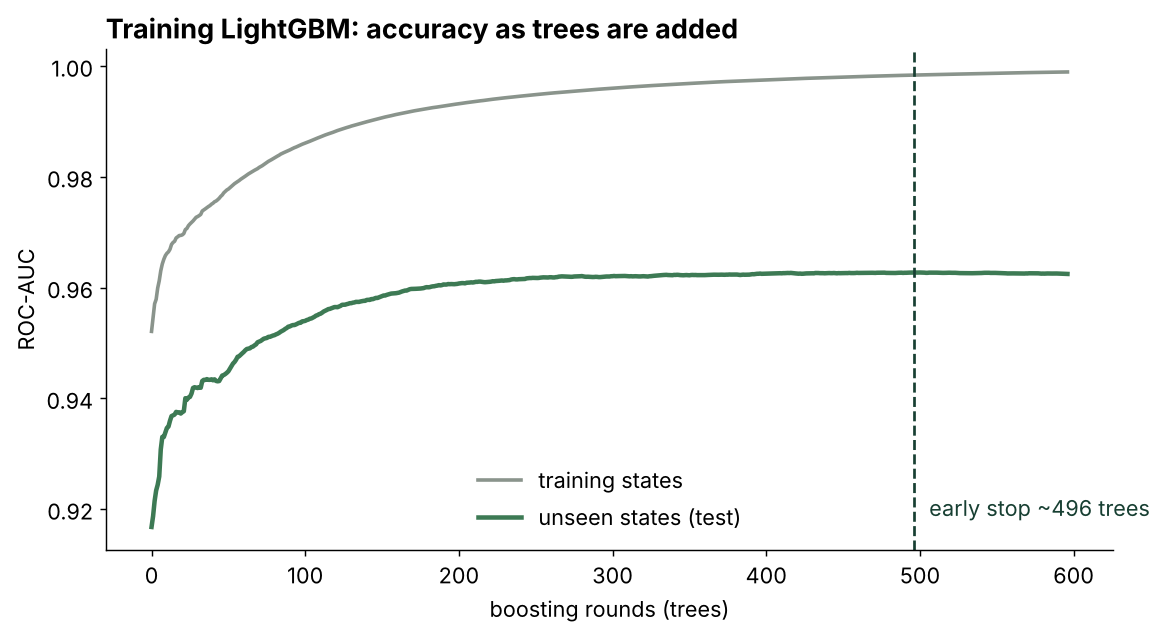 Training LightGBM: accuracy as trees are added
1.00
0.98
0.96
0.94
0.92
ROC-AUC
training states
unseen states (test)
early stop ~496 trees
0 100 200 300 400 500 600
boosting rounds (trees)